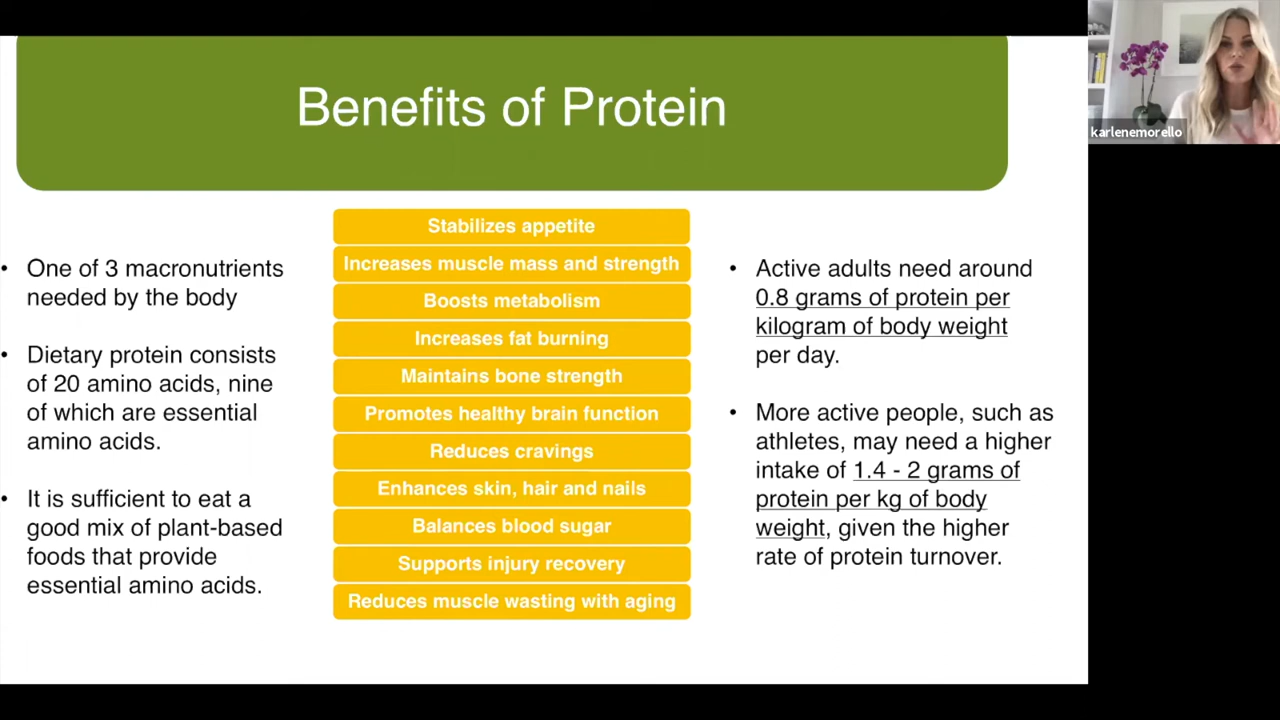 Benefits of Protein
karlenemorello
• One of 3 macronutrients
needed by the body
• Dietary protein consists
of 20 amino acids, nine
of which are essential
amino acids.
• It is sufficient to eat a
good mix of plant-based
foods that provide
essential amino acids.
Stabilizes appetite
Increases muscle mass and strength
Boosts metabolism
Increases fat burning
Maintains bone strength
Promotes healthy brain function
Reduces cravings
Enhances skin, hair and nails
Balances blood sugar
Supports injury recovery
Reduces muscle wasting with aging
• Active adults need around
0.8 grams of protein per
kilogram of body weight
per day.
• More active people, such as
athletes, may need a higher
intake of 1.4 - 2 grams of
protein per kg of body
weight, given the higher
rate of protein turnover.